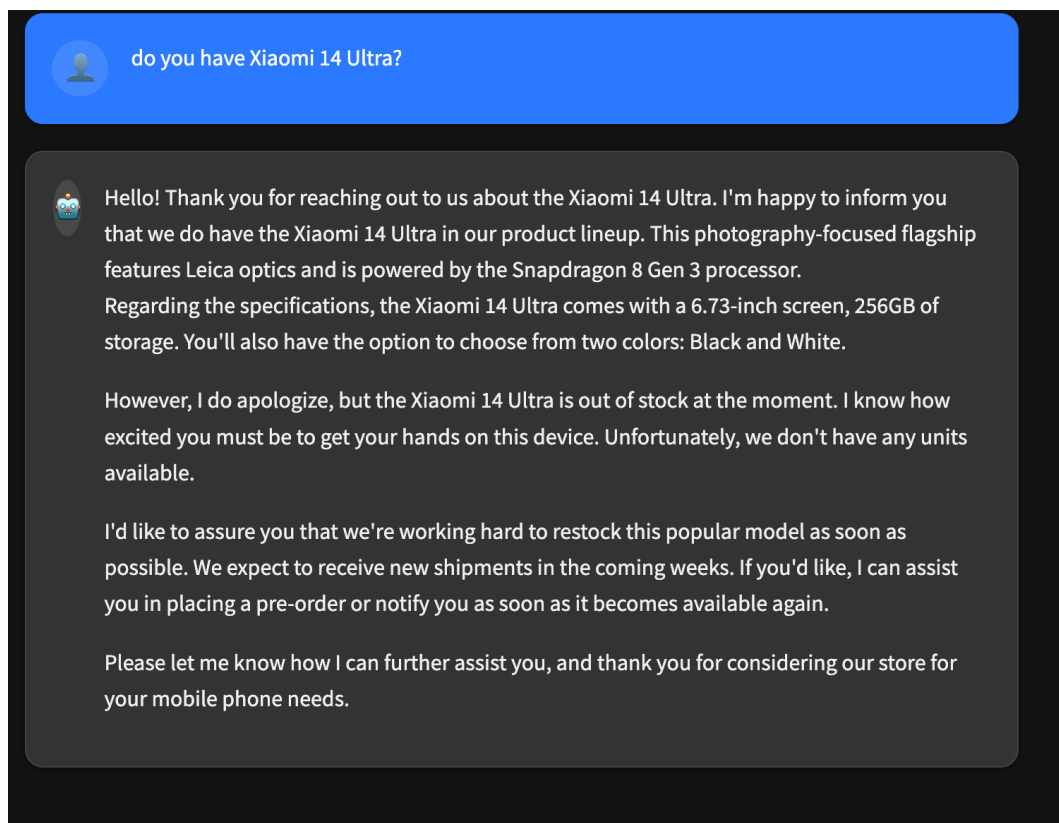 do you have Xiaomi 14 Ultra?
Hello! Thank you for reaching out to us about the Xiaomi 14 Ultra. I'm happy to inform you
that we do have the Xiaomi 14 Ultra in our product lineup. This photography-focused flagship
features Leica optics and is powered by the Snapdragon 8 Gen 3 processor.
Regarding the specifications, the Xiaomi 14 Ultra comes with a 6.73-inch screen, 256GB of
storage. You'll also have the option to choose from two colors: Black and White.
However, I do apologize, but the Xiaomi 14 Ultra is out of stock at the moment. I know how
excited you must be to get your hands on this device. Unfortunately, we don't have any units
available.
I'd like to assure you that we're working hard to restock this popular model as soon as
possible. We expect to receive new shipments in the coming weeks. If you'd like, I can assist
you in placing a pre-order or notify you as soon as it becomes available again.
Please let me know how I can further assist you, and thank you for considering our store for
your mobile phone needs.